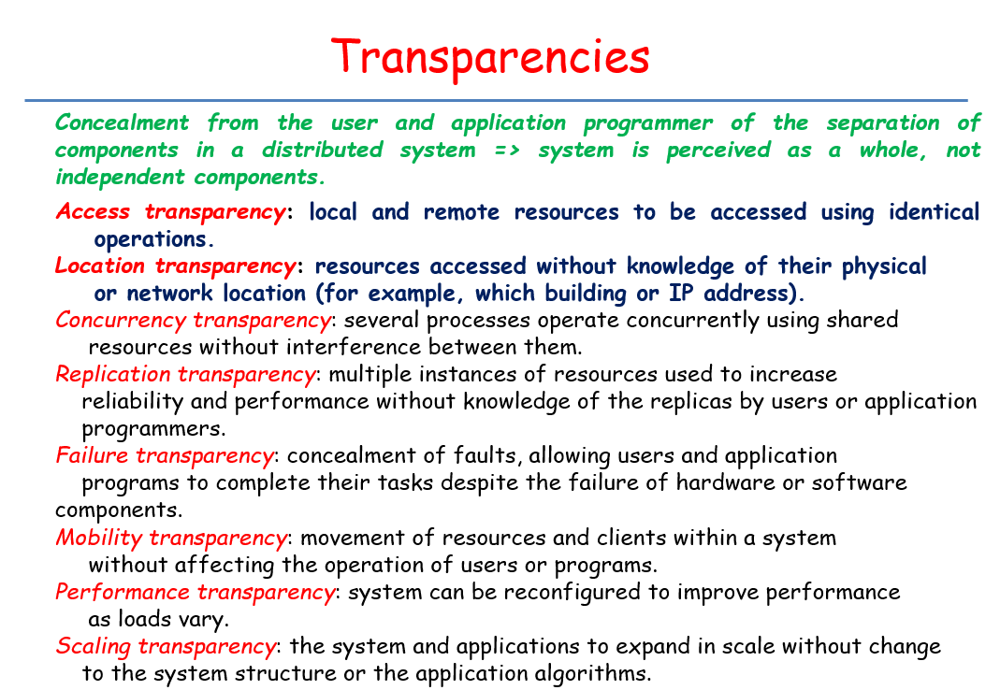 Transparencies
Concealment from the user and application programmer of the separation of
components in a distributed system => system is perceived as a whole, not
independent components.
Access transparency: local and remote resources to be accessed using identical
operations.
Location transparency: resources accessed without knowledge of their physical
or network location (for example, which building or IP address).
Concurrency transparency: several processes operate concurrently using shared
resources without interference between them.
Replication transparency: multiple instances of resources used to increase
reliability and performance without knowledge of the replicas by users or application
programmers.
Failure transparency: concealment of faults, allowing users and application
programs to complete their tasks despite the failure of hardware or software
components.
Mobility transparency: movement of resources and clients within a system
without affecting the operation of users or programs.
Performance transparency: system can be reconfigured to improve performance
as loads vary.
Scaling transparency: the system and applications to expand in scale without change
to the system structure or the application algorithms.